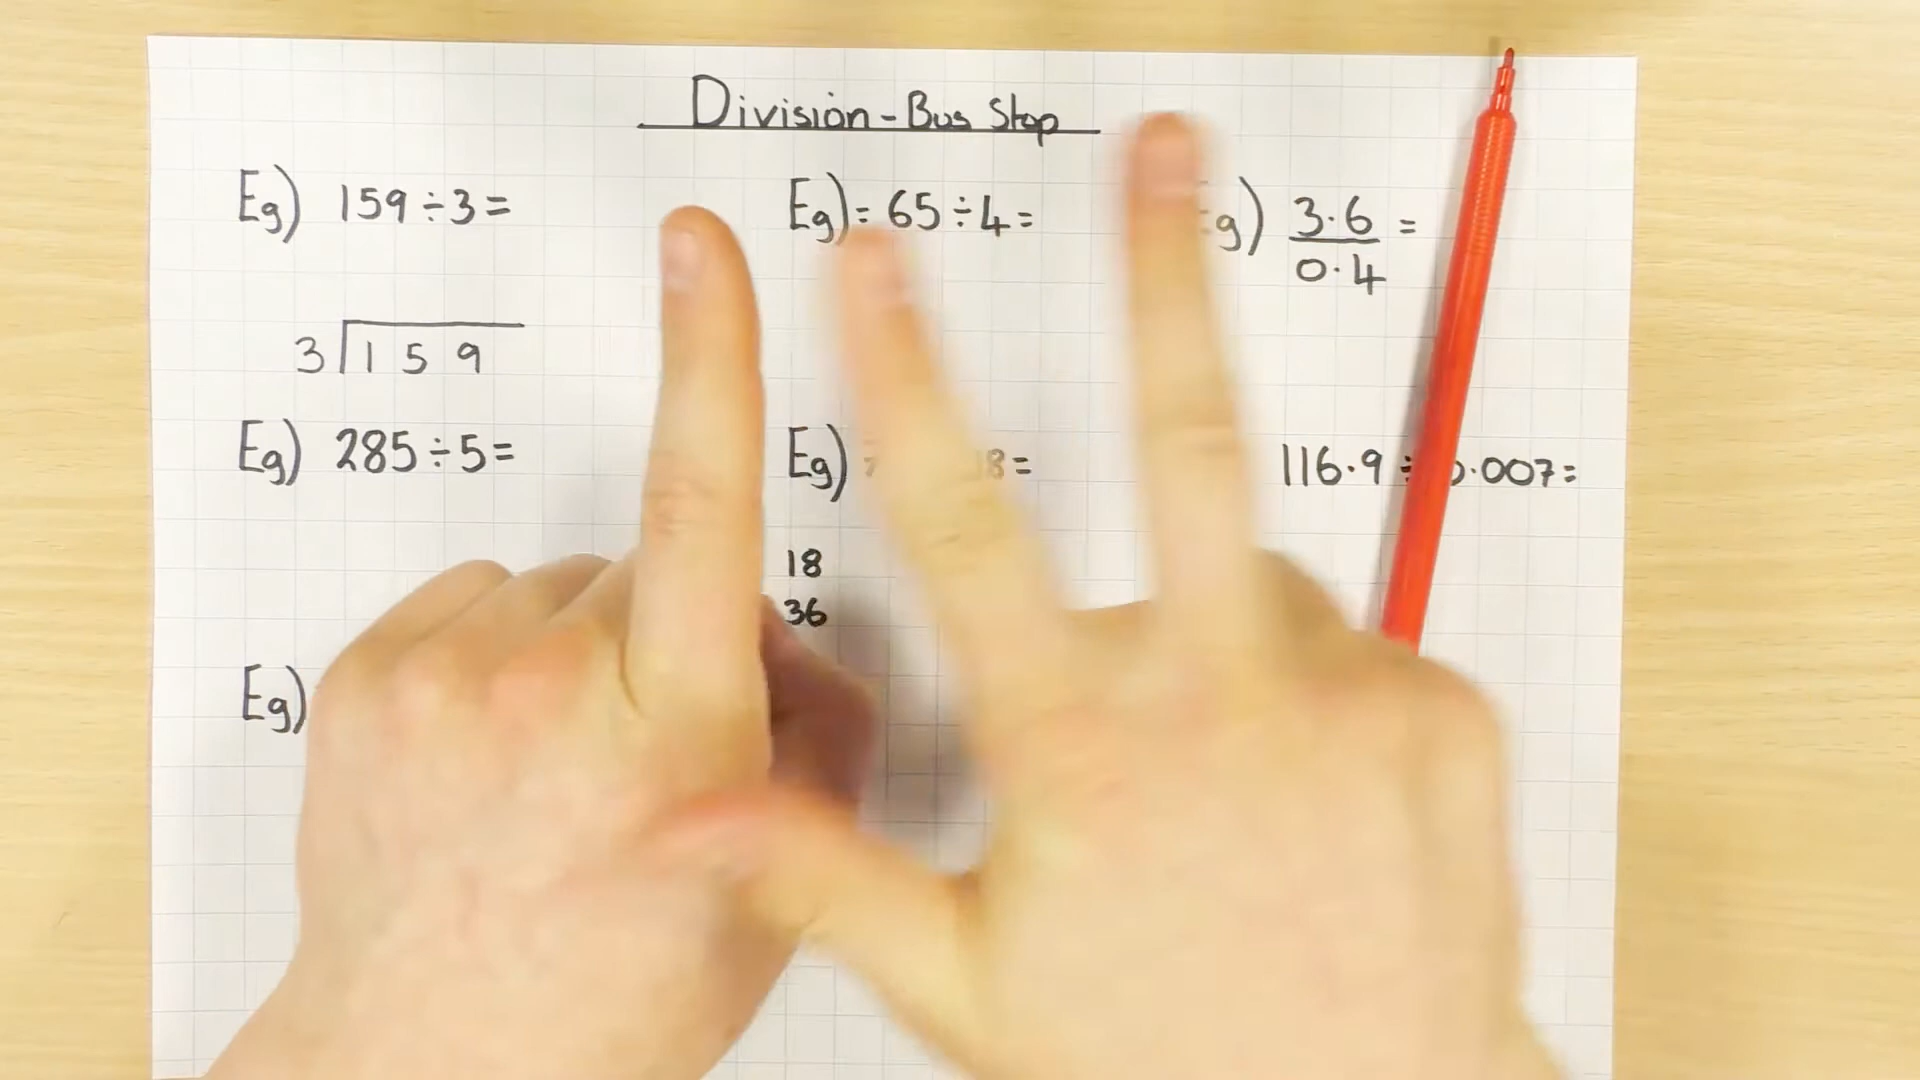 Division - Bus Stop
Eg) 159 ÷ 3 =
3 1 5 9
Eg) 285 ÷ 5 =
Eg)
Eg) = 65 ÷ 4 =
Eg) 8 =
18
36
g) 3.6 =
0.4
116.9 ÷ .007 =